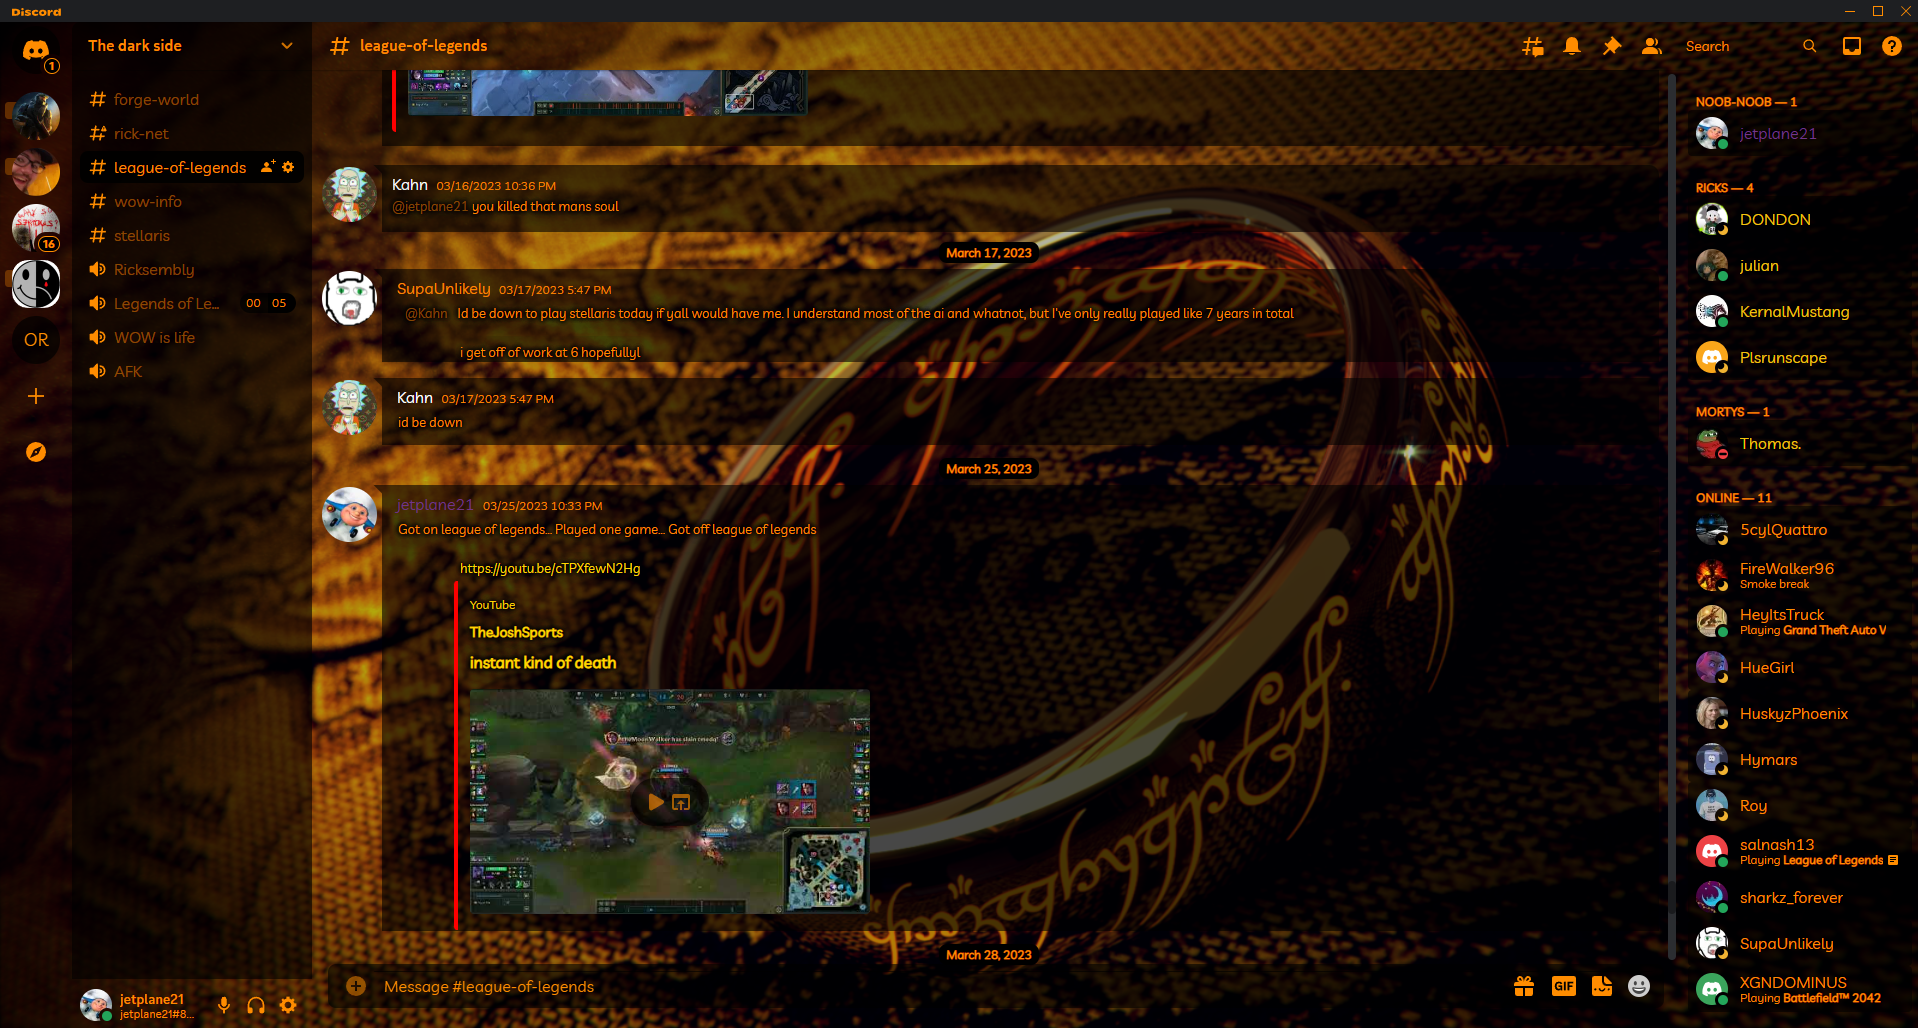 Discord
1
The dark side
league-of-legends
Search
forge-world
rick-net
league-of-legends
wow-info
stellaris
Ricksembly
Legends of Le...
00 05
WOW is life
AFK
16
OR
Kahn 03/16/2023 10:36 PM
@jetplane21 you killed that mans soul
March 17, 2023
SupaUnlikely 03/17/2023 5:47 PM
@Kahn Id be down to play stellaris today if yall would have me. I understand most of the ai and whatnot, but I've only really played like 7 years in total
i get off of work at 6 hopefullyl
Kahn 03/17/2023 5:47 PM
id be down
March 25, 2023
jetplane21 03/25/2023 10:33 PM
Got on league of legends... Played one game... Got off league of legends
https://youtu.be/cTPXfewN2Hg
YouTube
TheJoshSports
instant kind of death
March 28, 2023
Message #league-of-legends
GIF
jetplane21
jetplane21#8...
NOOB-NOOB — 1
jetplane21
RICKS — 4
DONDON
julian
KernalMustang
Plsrunscape
MORTYS — 1
Thomas.
ONLINE — 11
5cylQuattro
FireWalker96
Smoke break
HeyItsTruck
Playing Grand Theft Auto V
HueGirl
HuskyzPhoenix
Hymars
Roy
salnash13
Playing League of Legends
sharkz_forever
SupaUnlikely
XGNDOMINUS
Playing Battlefield™ 2042